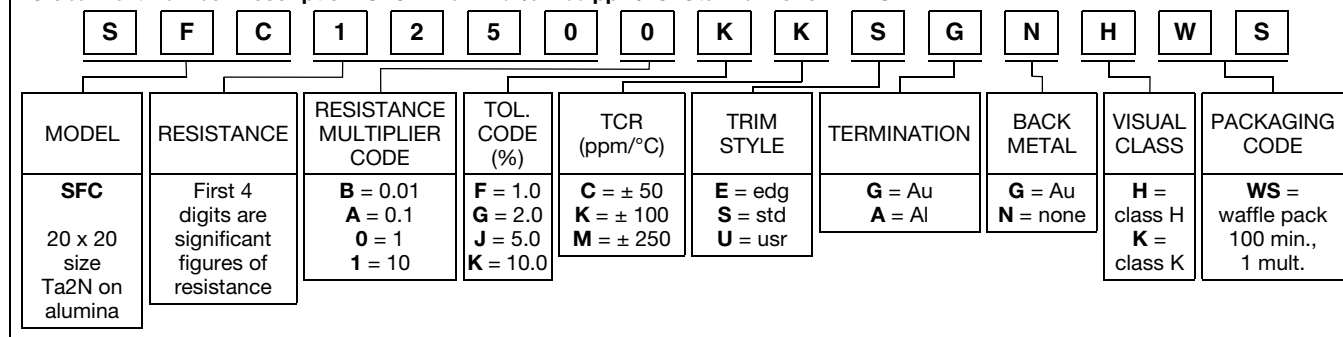 S F C 1 2 5 0 0 K K S G N H W S
MODEL
RESISTANCE
RESISTANCE
MULTIPLIER
CODE
TOL.
CODE
(%)
TCR
(ppm/°C)
TRIM
STYLE
TERMINATION
BACK
METAL
VISUAL
CLASS
PACKAGING
CODE
SFC
20 x 20
size
Ta2N on
alumina
First 4
digits are
significant
figures of
resistance
B = 0.01
A = 0.1
0 = 1
1 = 10
F = 1.0
G = 2.0
J = 5.0
K = 10.0
C = ± 50
K = ± 100
M = ± 250
E = edg
S = std
U = usr
G = Au
A = Al
G = Au
N = none
H =
class H
K =
class K
WS =
waffle pack
100 min.,
1 mult.